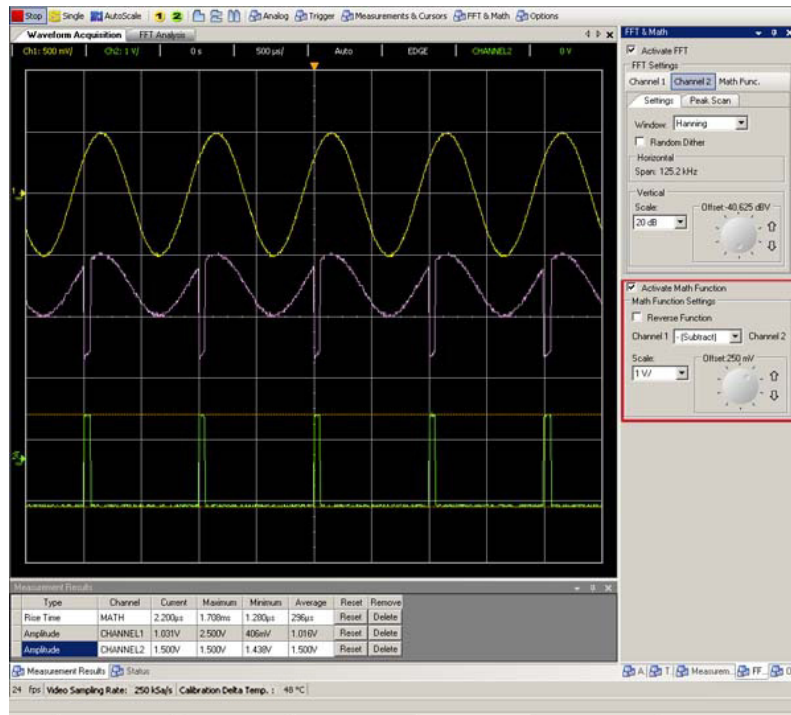 Stop Single AutoScale 1 2 Analog Trigger Measurements & Cursors FFT & Math Options
Waveform Acquisition FFT Analysis
Ch1: 500 mV/ Ch2: 1 V/ 0 s 500 µs/ Auto EDGE CHANNEL2 0 V
FFT & Math
Activate FFT
FFT Settings
Channel 1 Channel 2 Math Func.
Settings Peak Scan
Window: Hanning
Random Dither
Horizontal
Span: 125.2 kHz
Vertical
Scale: Offset:-40.625 dBV
20 dB
Activate Math Function
Math Function Settings
Reverse Function
Channel 1 - (Subtract) Channel 2
Scale: Offset:250 mV
1 V/
Measurement Results
Type Channel Current Maximum Minimum Average Reset Remove
Rise Time MATH 2.200µs 1.708ms 1.280µs 296µs Reset Delete
Amplitude CHANNEL1 1.031V 2.500V 406mV 1.016V Reset Delete
Amplitude CHANNEL2 1.500V 1.500V 1.438V 1.500V Reset Delete
Measurement Results Status
A. T. Measurem.. FF.. O
24 fps Video Sampling Rate: 250 kSa/s Calibration Delta Temp. : 48 °C